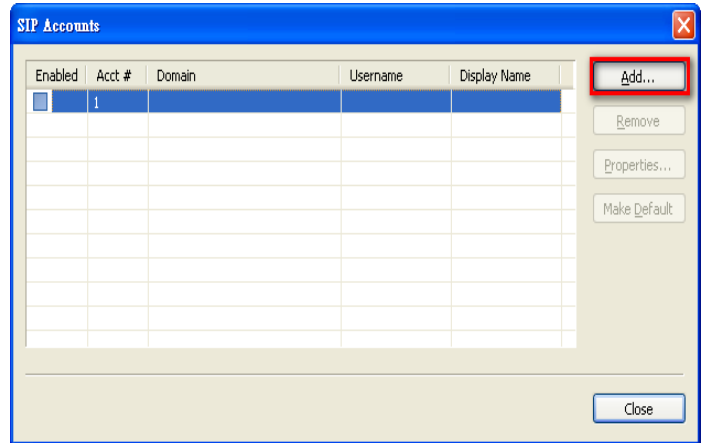 SIP Accounts
Enabled Acct # Domain Username Display Name
1
Add...
Remove
Properties...
Make Default
Close